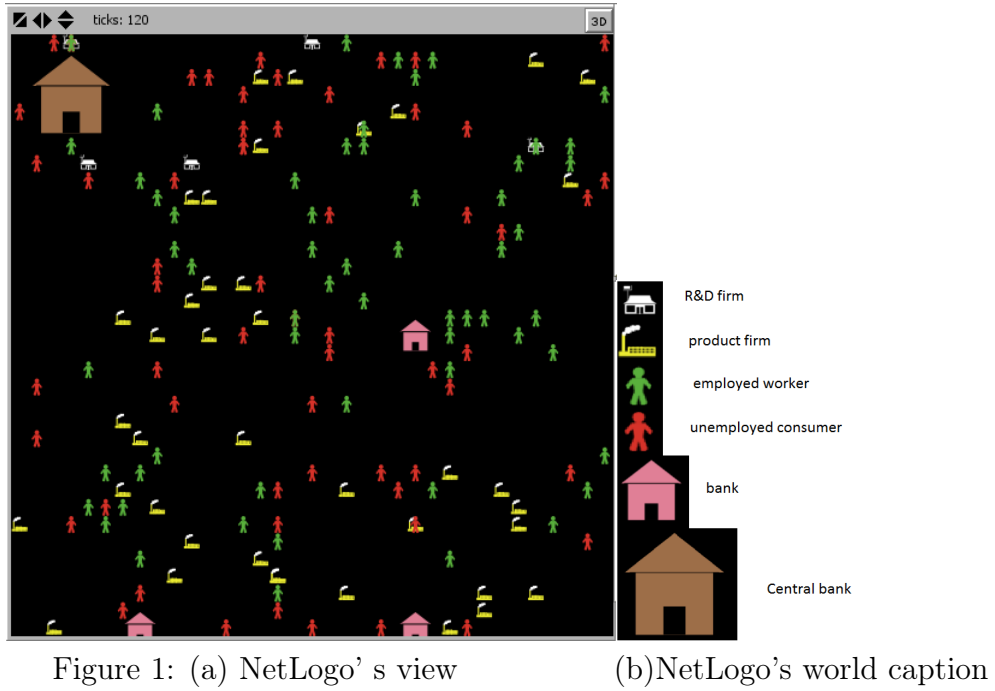 ticks: 120
3D
R&D firm
product firm
employed worker
unemployed consumer
bank
Central bank
Figure 1: (a) NetLogo' s view
(b)NetLogo's world caption